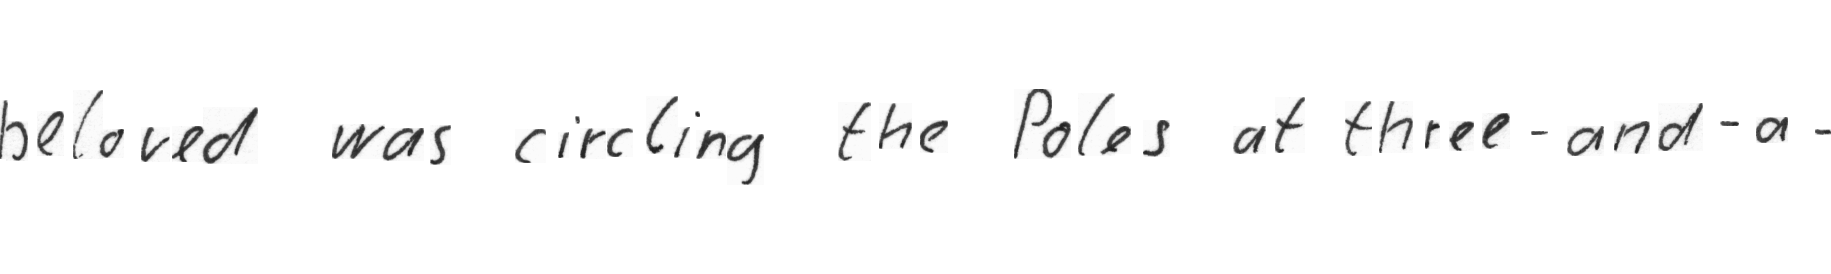 beloved was circling the Poles at three-and-a-